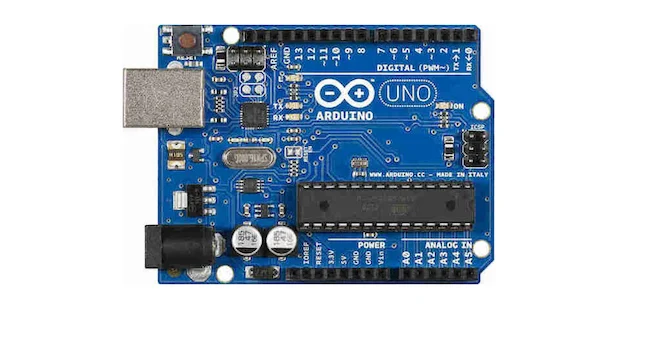 RESET
AREF
GND
13
12
~11
~10
~9
8
7
~6
~5
4
~3
2
TX→1
RX←0
DIGITAL (PWM~)
TX
RX
UNO
ARDUINO
ON
ICSP
WWW.ARDUINO.CC - MADE IN ITALY
POWER
ANALOG IN
IOREF
RESET
3.3V
5V
GND
GND
Vin
A0
A1
A2
A3
A4
A5